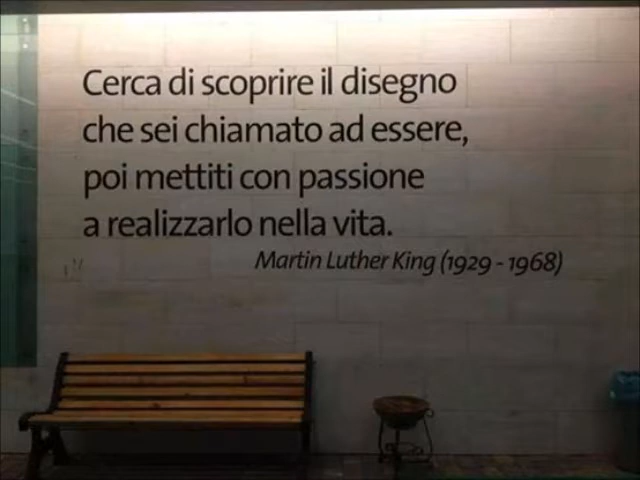 Cerca di scoprire il disegno
che sei chiamato ad essere,
poi mettiti con passione
a realizzarlo nella vita.
Martin Luther King (1929 - 1968)